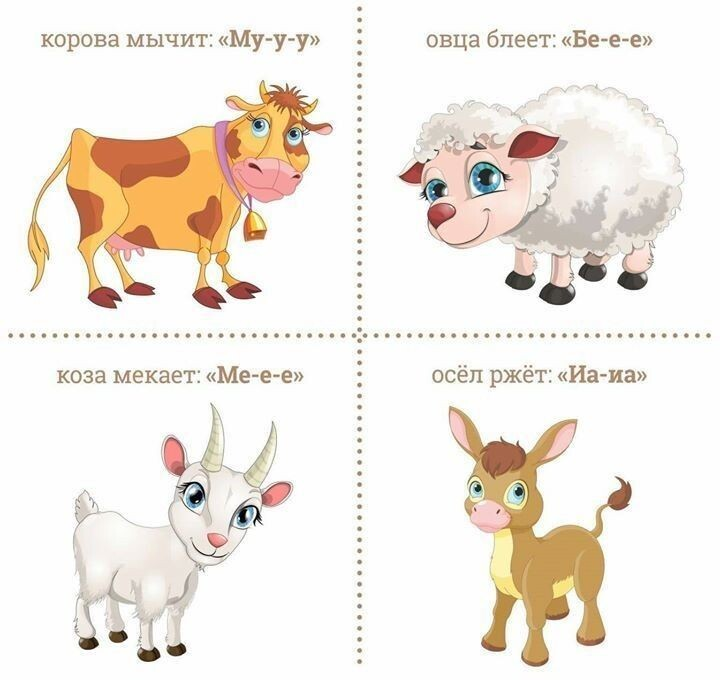 корова мычит: «Му-у-у»
овца блеет: «Бе-е-е»
коза мекает: «Ме-е-е»
осёл ржёт: «Иа-иа»